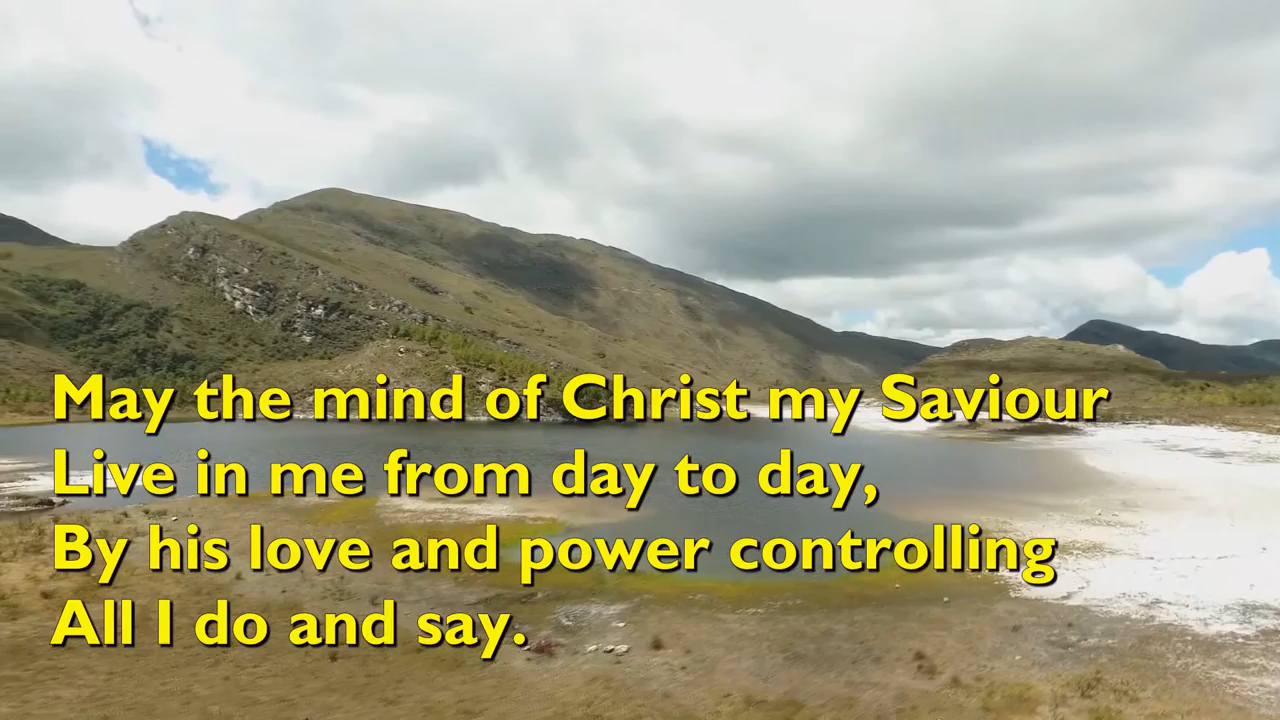 May the mind of Christ my Saviour
Live in me from day to day,
By his love and power controlling
All I do and say.